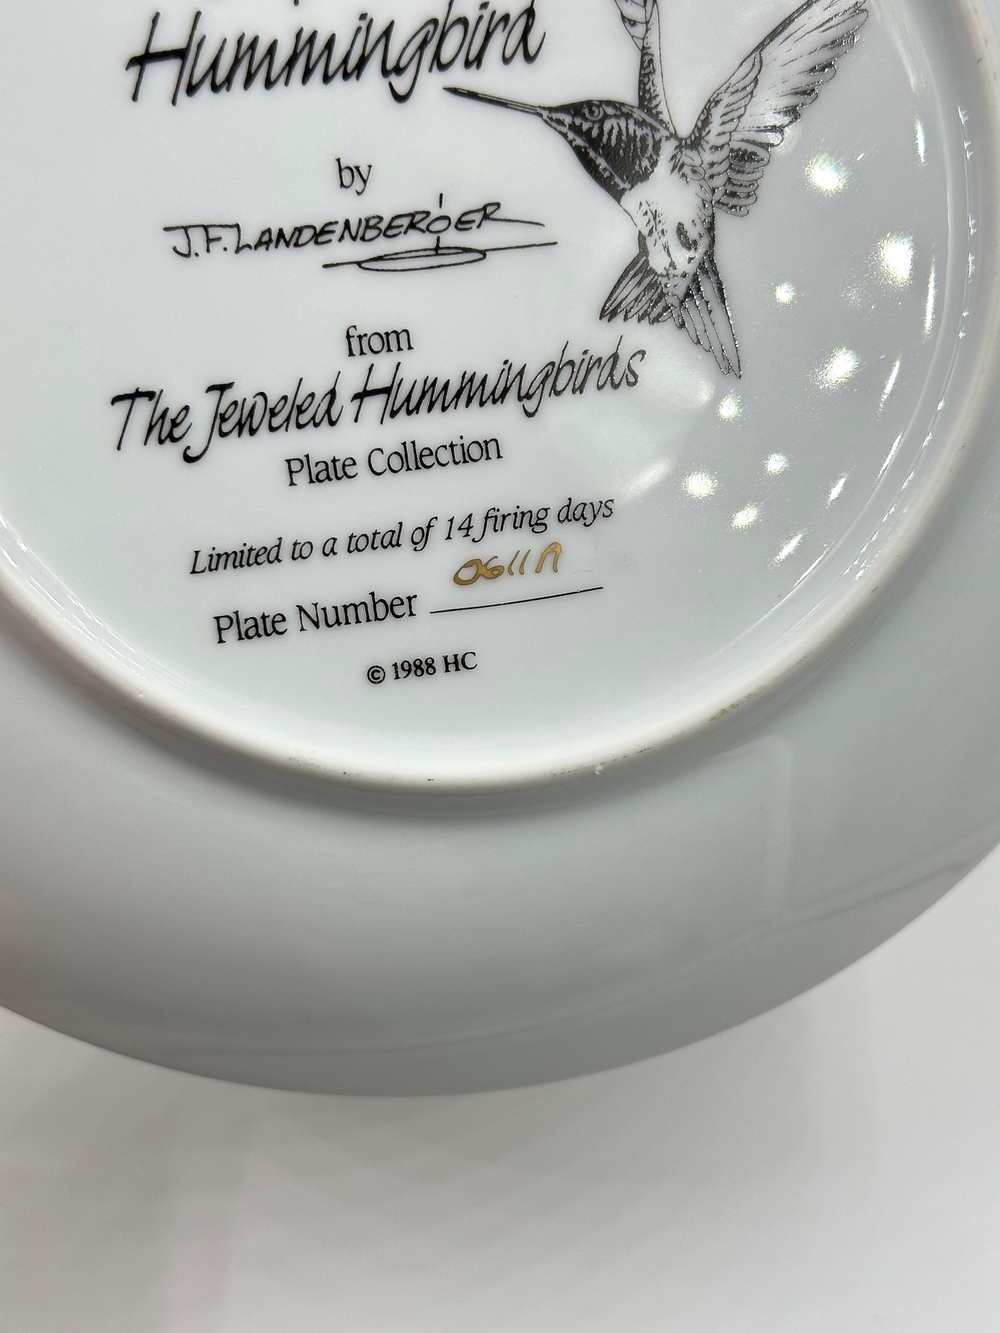 Hummingbird
by
J.F. LANDENBERGER
from
The Jeweled Hummingbirds
Plate Collection
Limited to a total of 14 firing days
Plate Number 0611A
© 1988 HC